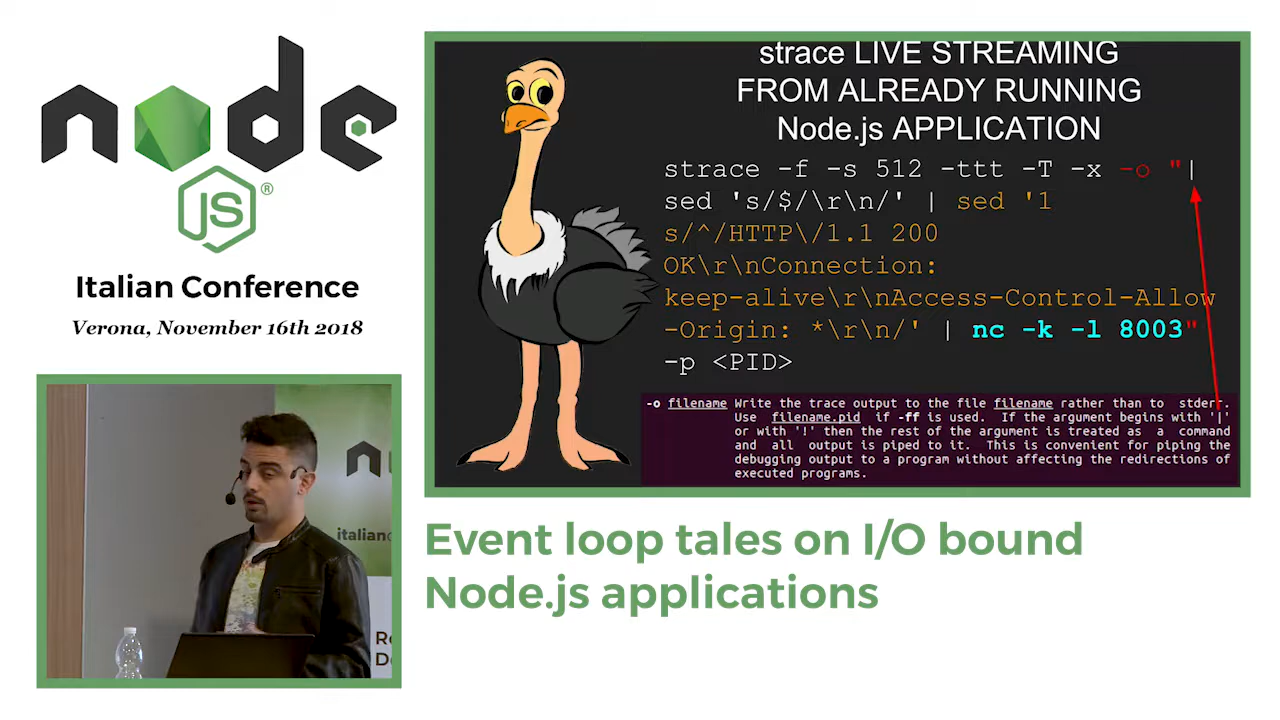 node
JS ®
Italian Conference
Verona, November 16th 2018
strace LIVE STREAMING
FROM ALREADY RUNNING
Node.js APPLICATION
strace -f -s 512 -ttt -T -x -o "|
sed 's/$/\r\n/' | sed '1
s/^/HTTP\/1.1 200
OK\r\nConnection:
keep-alive\r\nAccess-Control-Allow
-Origin: *\r\n/' | nc -k -l 8003"
-p <PID>
-o filename Write the trace output to the file filename rather than to stderr.
Use filename.pid if -ff is used. If the argument begins with '|'
or with '!' then the rest of the argument is treated as a command
and all output is piped to it. This is convenient for piping the
debugging output to a program without affecting the redirections of
executed programs.
Event loop tales on I/O bound
Node.js applications